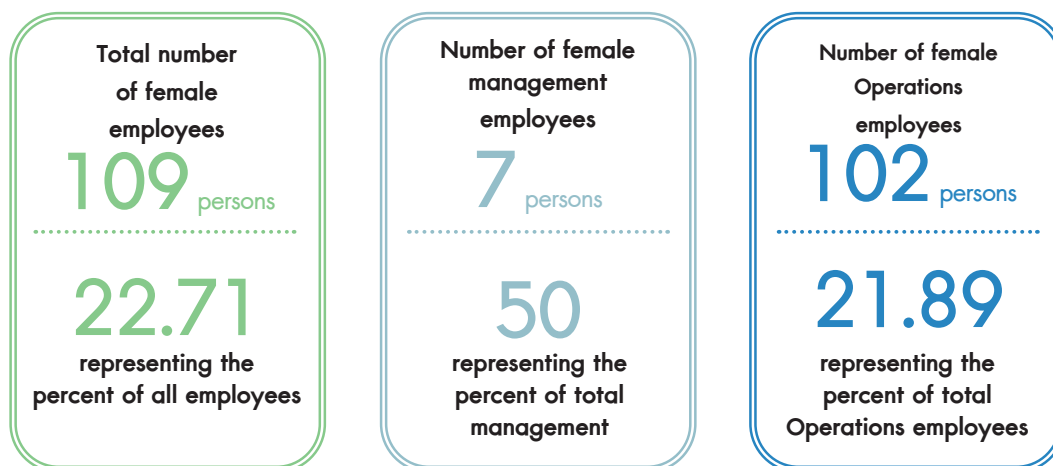 Total number
of female
employees
109 persons
22.71
representing the
percent of all employees
Number of female
management
employees
7 persons
50
representing the
percent of total
management
Number of female
Operations
employees
102 persons
21.89
representing the
percent of total
Operations employees